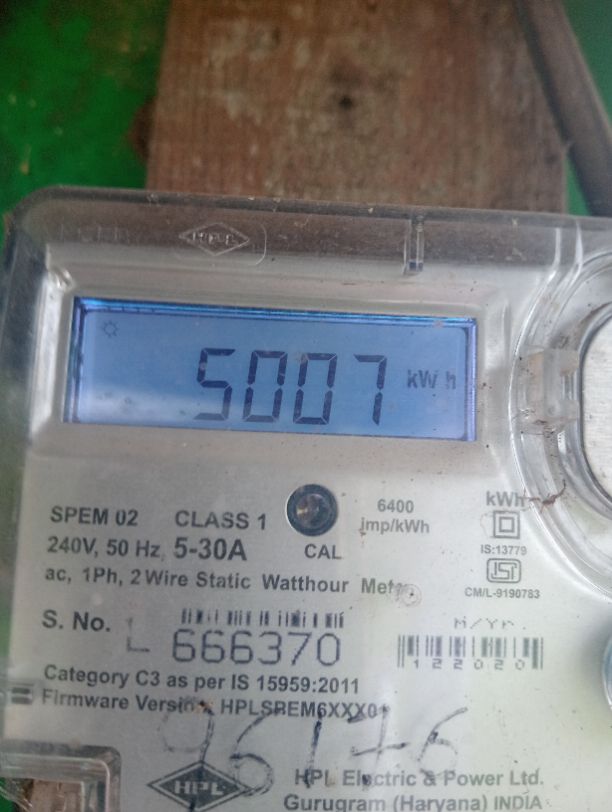 HPL
5007 kWh
SPEM 02 CLASS 1 6400 imp/kWh kWh
240V, 50 Hz, 5-30A CAL IS:13779
ac, 1Ph, 2 Wire Static Watthour
CM/L-9190783
S. No. L 666370 M/YR.
122020
Category C3 as per IS 15959:2011
Firmware Version: HPLSPEM6XXX01
96176
HPL HPL Electric & Power Ltd.
Gurugram (Haryana) INDIA